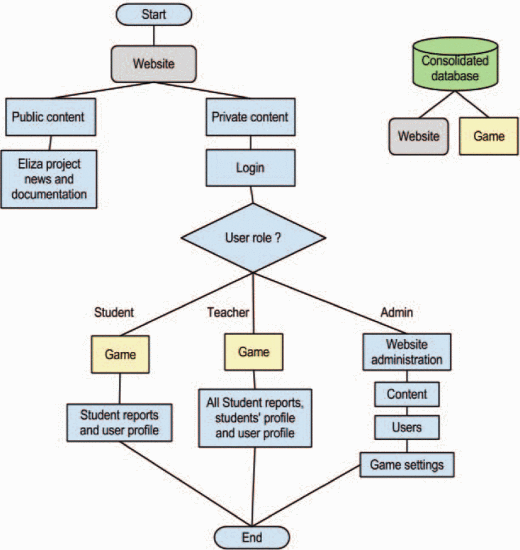 Start
Website
Consolidated
database
Public content
Private content
Website
Game
Eliza project
news and
documentation
Login
User role ?
Student
Teacher
Admin
Game
Game
Website
administration
Content
Student reports
and user profile
All Student reports,
students' profile
and user profile
Users
Game settings
End